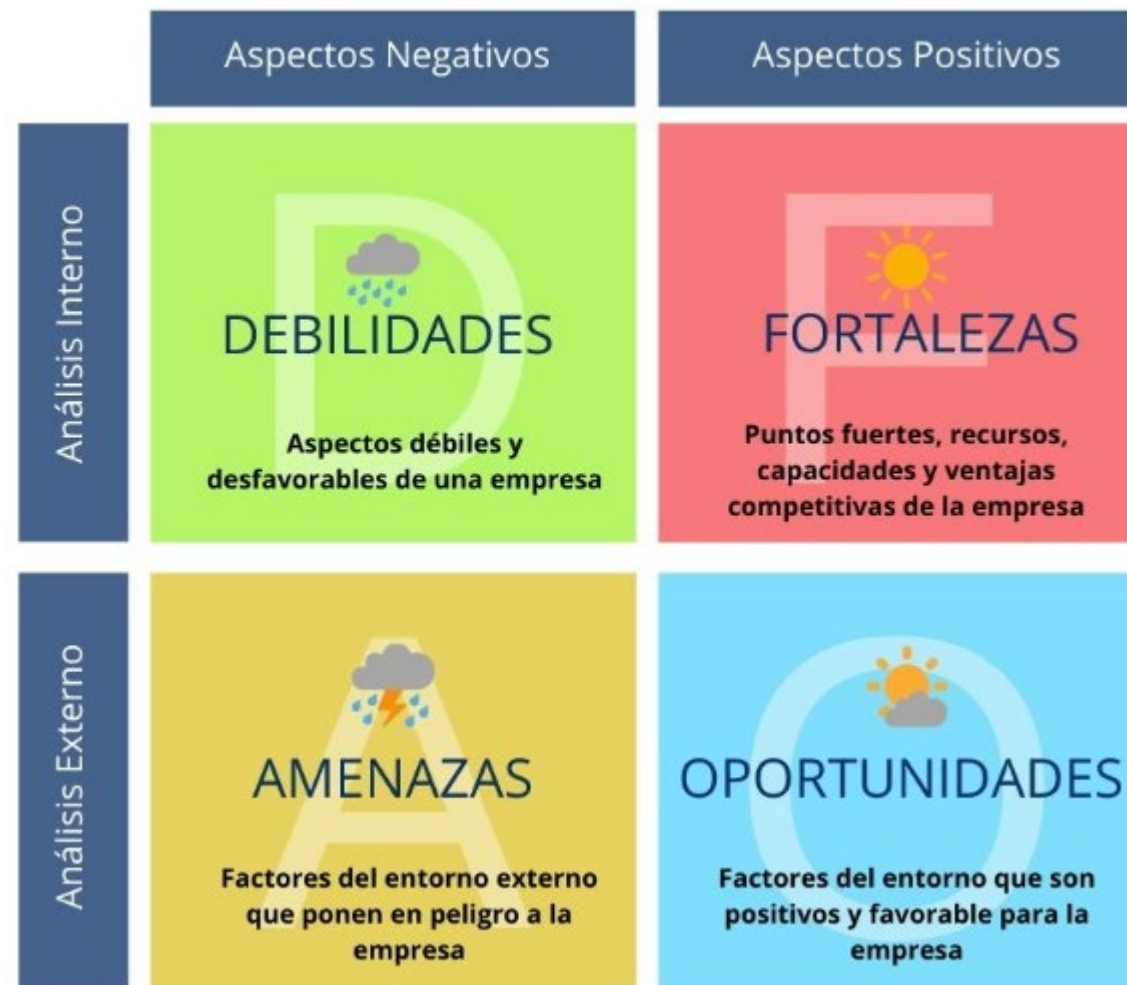 Aspectos Negativos
Aspectos Positivos
Análisis Interno
D
DEBILIDADES
Aspectos débiles y
desfavorables de una empresa
F
FORTALEZAS
Puntos fuertes, recursos,
capacidades y ventajas
competitivas de la empresa
Análisis Externo
A
AMENAZAS
Factores del entorno externo
que ponen en peligro a la
empresa
O
OPORTUNIDADES
Factores del entorno que son
positivos y favorable para la
empresa